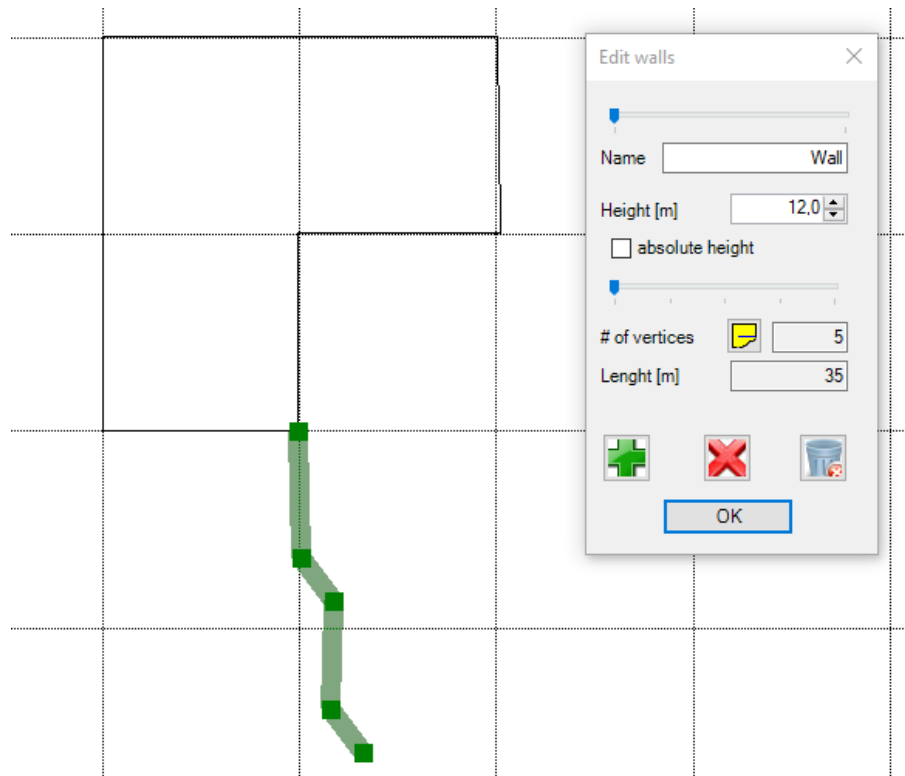 Edit walls
Name Wall
Height [m] 12,0
absolute height
# of vertices 5
Lenght [m] 35
OK